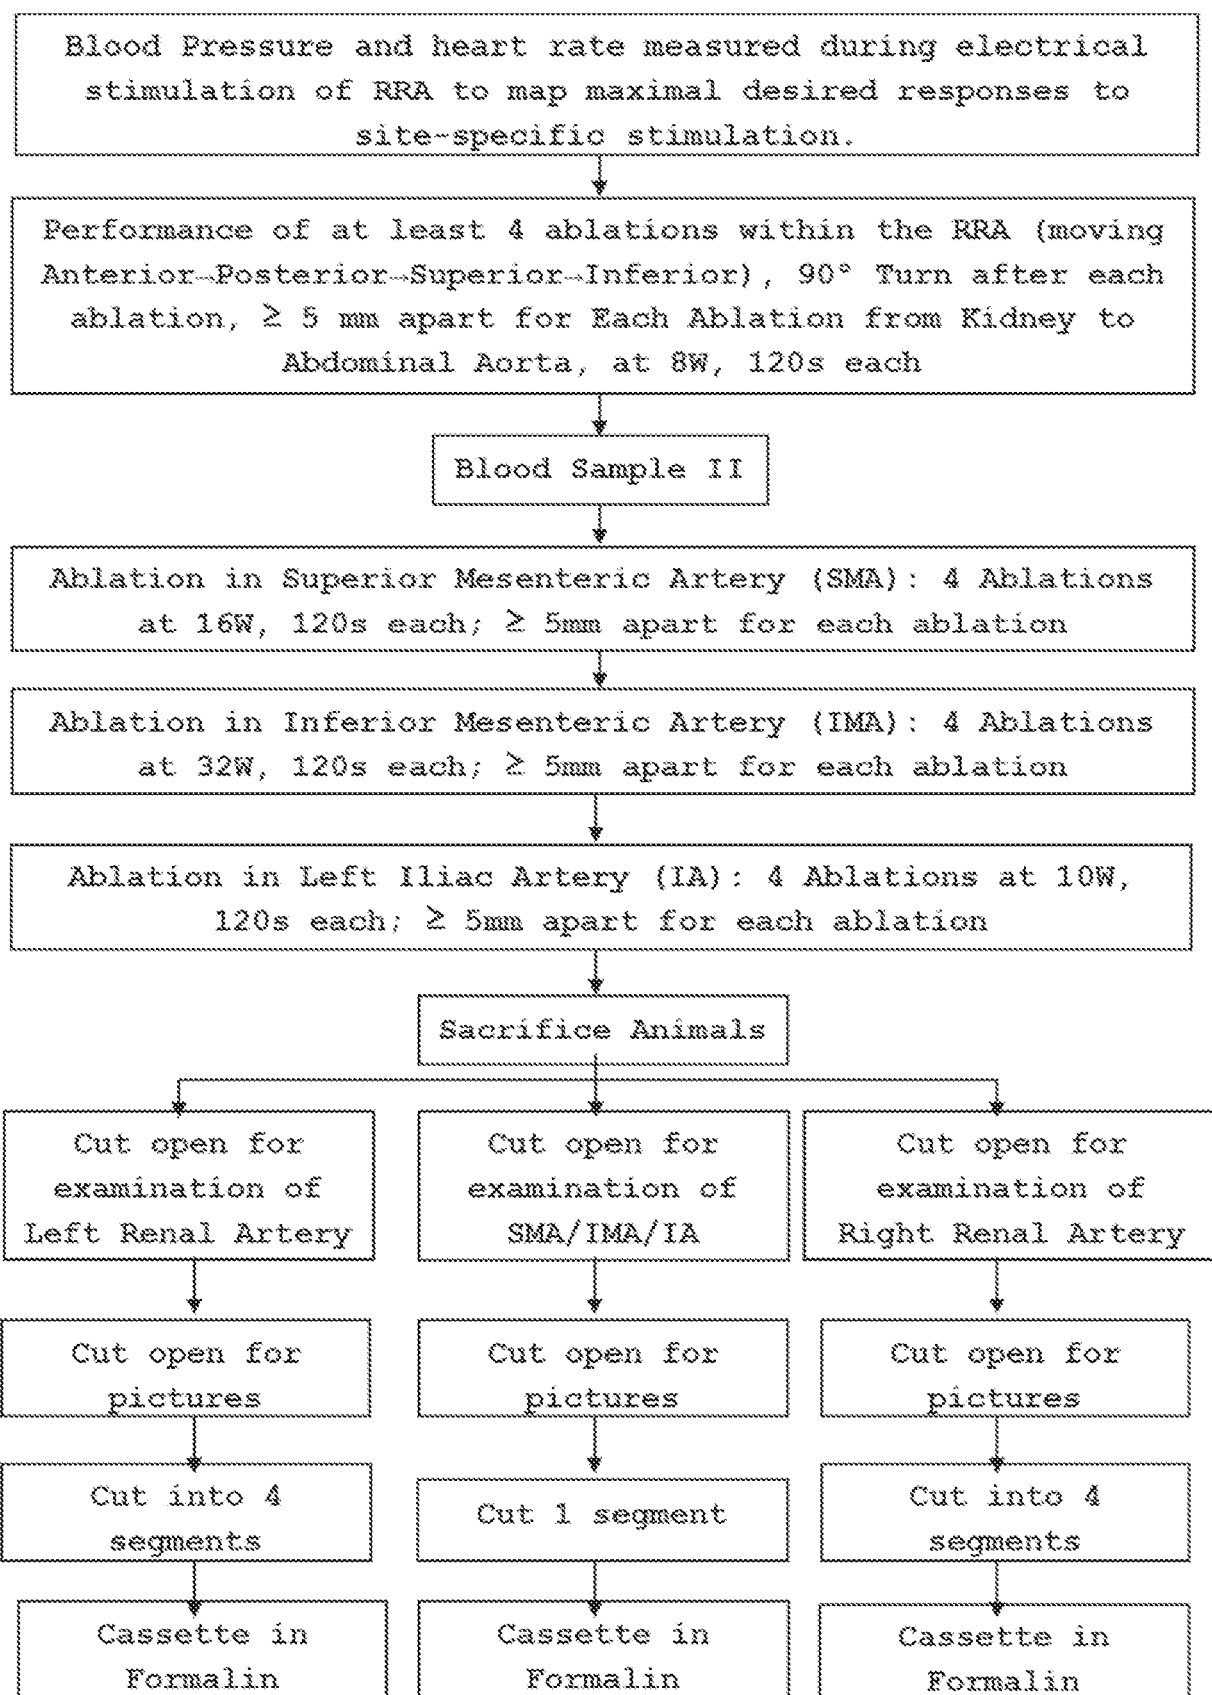 Blood Pressure and heart rate measured during electrical
stimulation of RRA to map maximal desired responses to
site-specific stimulation.
Performance of at least 4 ablations within the RRA (moving
Anterior→Posterior→Superior→Inferior), 90° Turn after each
ablation, ≥ 5 mm apart for Each Ablation from Kidney to
Abdominal Aorta, at 8W, 120s each
Blood Sample II
Ablation in Superior Mesenteric Artery (SMA): 4 Ablations
at 16W, 120s each; ≥ 5mm apart for each ablation
Ablation in Inferior Mesenteric Artery (IMA): 4 Ablations
at 32W, 120s each; ≥ 5mm apart for each ablation
Ablation in Left Iliac Artery (IA): 4 Ablations at 10W,
120s each; ≥ 5mm apart for each ablation
Sacrifice Animals
Cut open for
examination of
Left Renal Artery
Cut open for
examination of
SMA/IMA/IA
Cut open for
examination of
Right Renal Artery
Cut open for
pictures
Cut open for
pictures
Cut open for
pictures
Cut into 4
segments
Cut 1 segment
Cut into 4
segments
Cassette in
Formalin
Cassette in
Formalin
Cassette in
Formalin